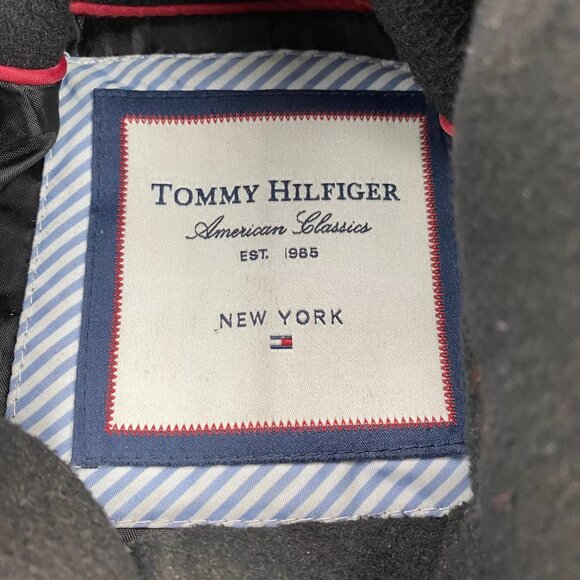 TOMMY HILFIGER
American Classics
EST. 1985
NEW YORK